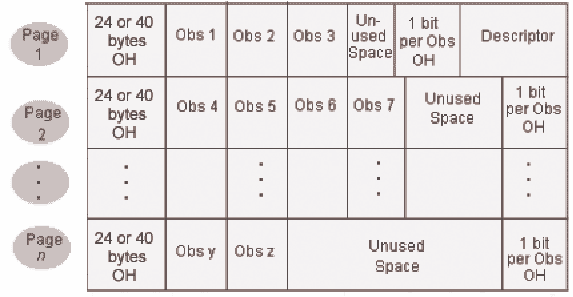 Page
1
24 or 40
bytes
OH
Obs 1
Obs 2
Obs 3
Un-
used
Space
1 bit
per Obs
OH
Descriptor
Page
2
24 or 40
bytes
OH
Obs 4
Obs 5
Obs 6
Obs 7
Unused
Space
1 bit
per Obs
OH
Page
n
24 or 40
bytes
OH
Obs y
Obs z
Unused
Space
1 bit
per Obs
OH